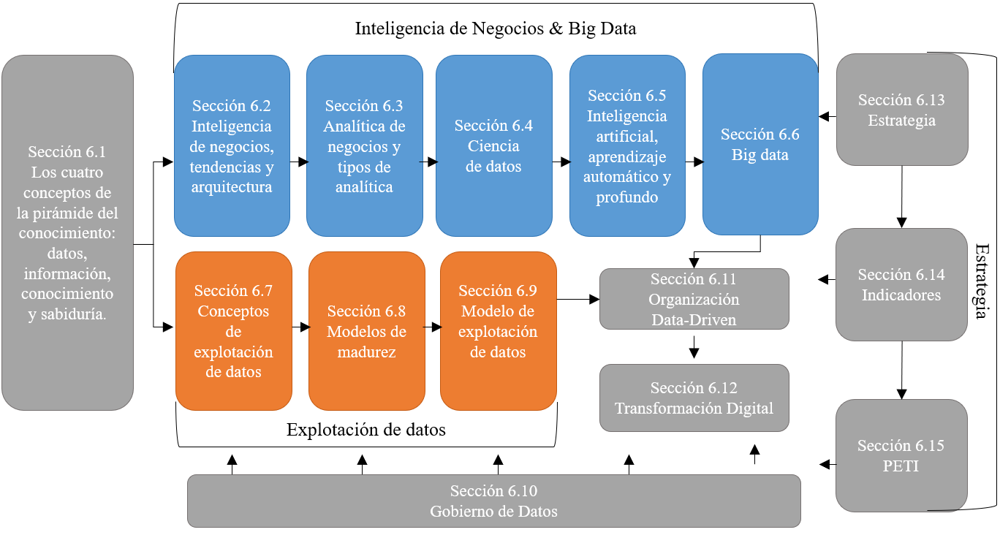 Inteligencia de Negocios & Big Data
Sección 6.1
Los cuatro
conceptos de
la pirámide del
conocimiento:
datos,
información,
conocimiento
y sabiduría.
Sección 6.2
Inteligencia
de negocios,
tendencias y
arquitectura
Sección 6.3
Analítica de
negocios y
tipos de
analítica
Sección 6.4
Ciencia
de datos
Sección 6.5
Inteligencia
artificial,
aprendizaje
automático y
profundo
Sección 6.6
Big data
Sección 6.7
Conceptos
de
explotación
de datos
Sección 6.8
Modelos de
madurez
Sección 6.9
Modelo de
explotación
de datos
Explotación de datos
Sección 6.10
Gobierno de Datos
Sección 6.11
Organización
Data-Driven
Sección 6.12
Transformación Digital
Sección 6.13
Estrategia
Sección 6.14
Indicadores
Sección 6.15
PETI
Estrategia